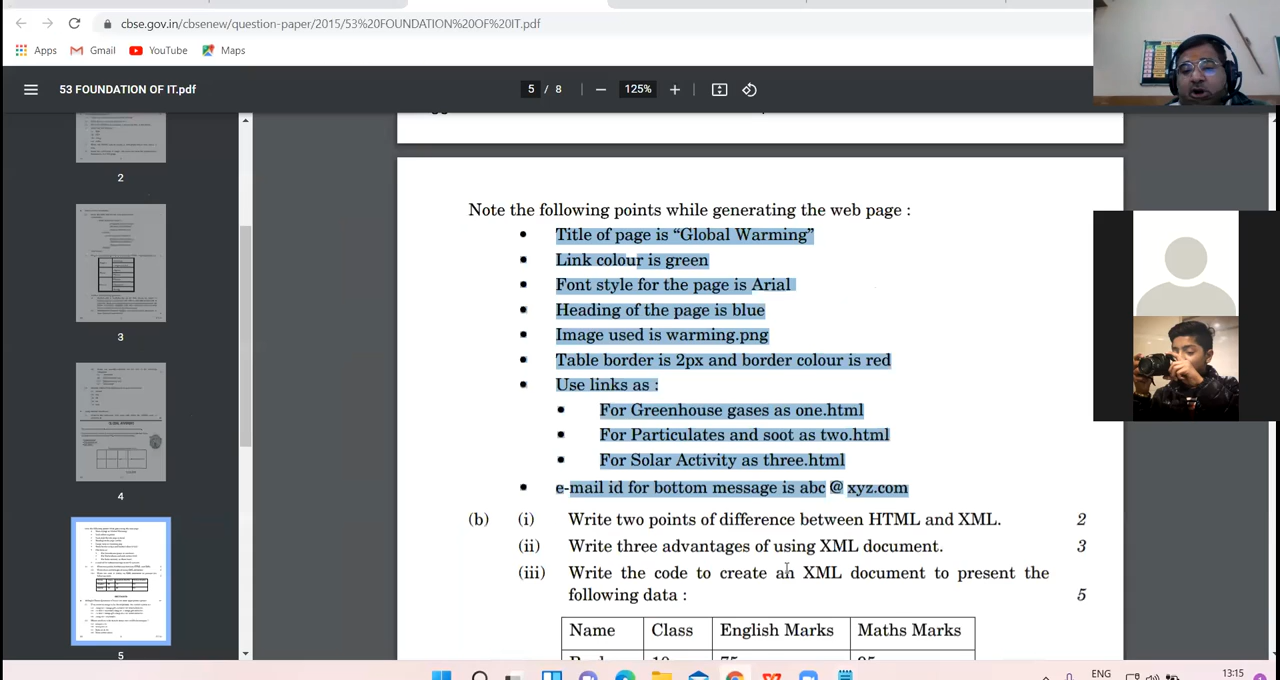 cbse.gov.in/cbsenew/question-paper/2015/53%20FOUNDATION%20OF%20IT.pdf
Apps Gmail YouTube Maps
53 FOUNDATION OF IT.pdf
5 / 8 125%
2
3
4
5
Note the following points while generating the web page :
• Title of page is “Global Warming”
• Link colour is green
• Font style for the page is Arial
• Heading of the page is blue
• Image used is warming.png
• Table border is 2px and border colour is red
• Use links as :
• For Greenhouse gases as one.html
• For Particulates and soot as two.html
• For Solar Activity as three.html
• e-mail id for bottom message is abc @ xyz.com
(b) (i) Write two points of difference between HTML and XML. 2
(ii) Write three advantages of using XML document. 3
(iii) Write the code to create an XML document to present the
following data : 5
Name Class English Marks Maths Marks
ENG 13:15